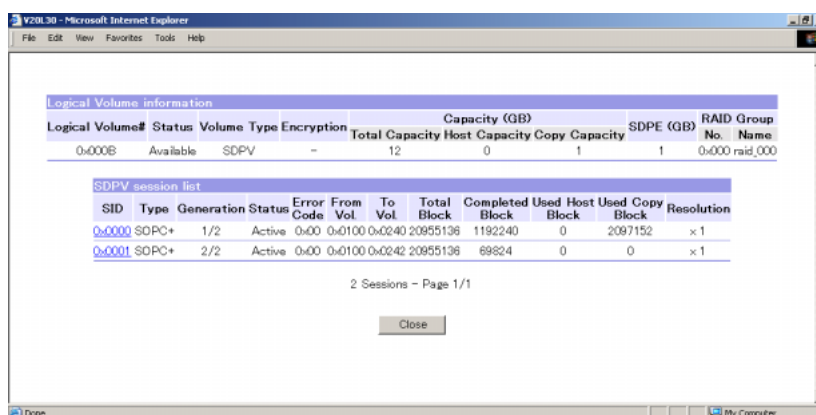 V20L30 - Microsoft Internet Explorer
File Edit View Favorites Tools Help
Logical Volume information
Logical Volume# Status Volume Type Encryption Capacity (GB) SDPE (GB) RAID Group
Total Capacity Host Capacity Copy Capacity No. Name
0x000B Available SDPV - 12 0 1 1 0x000 raid_000
SDPV session list
SID Type Generation Status Error Code From Vol. To Vol. Total Block Completed Block Used Host Block Used Copy Block Resolution
0x0000 SOPC+ 1/2 Active 0x00 0x0100 0x0240 20955136 1192240 0 2097152 ×1
0x0001 SOPC+ 2/2 Active 0x00 0x0100 0x0242 20955136 69824 0 0 ×1
2 Sessions - Page 1/1
Close
Done My Computer